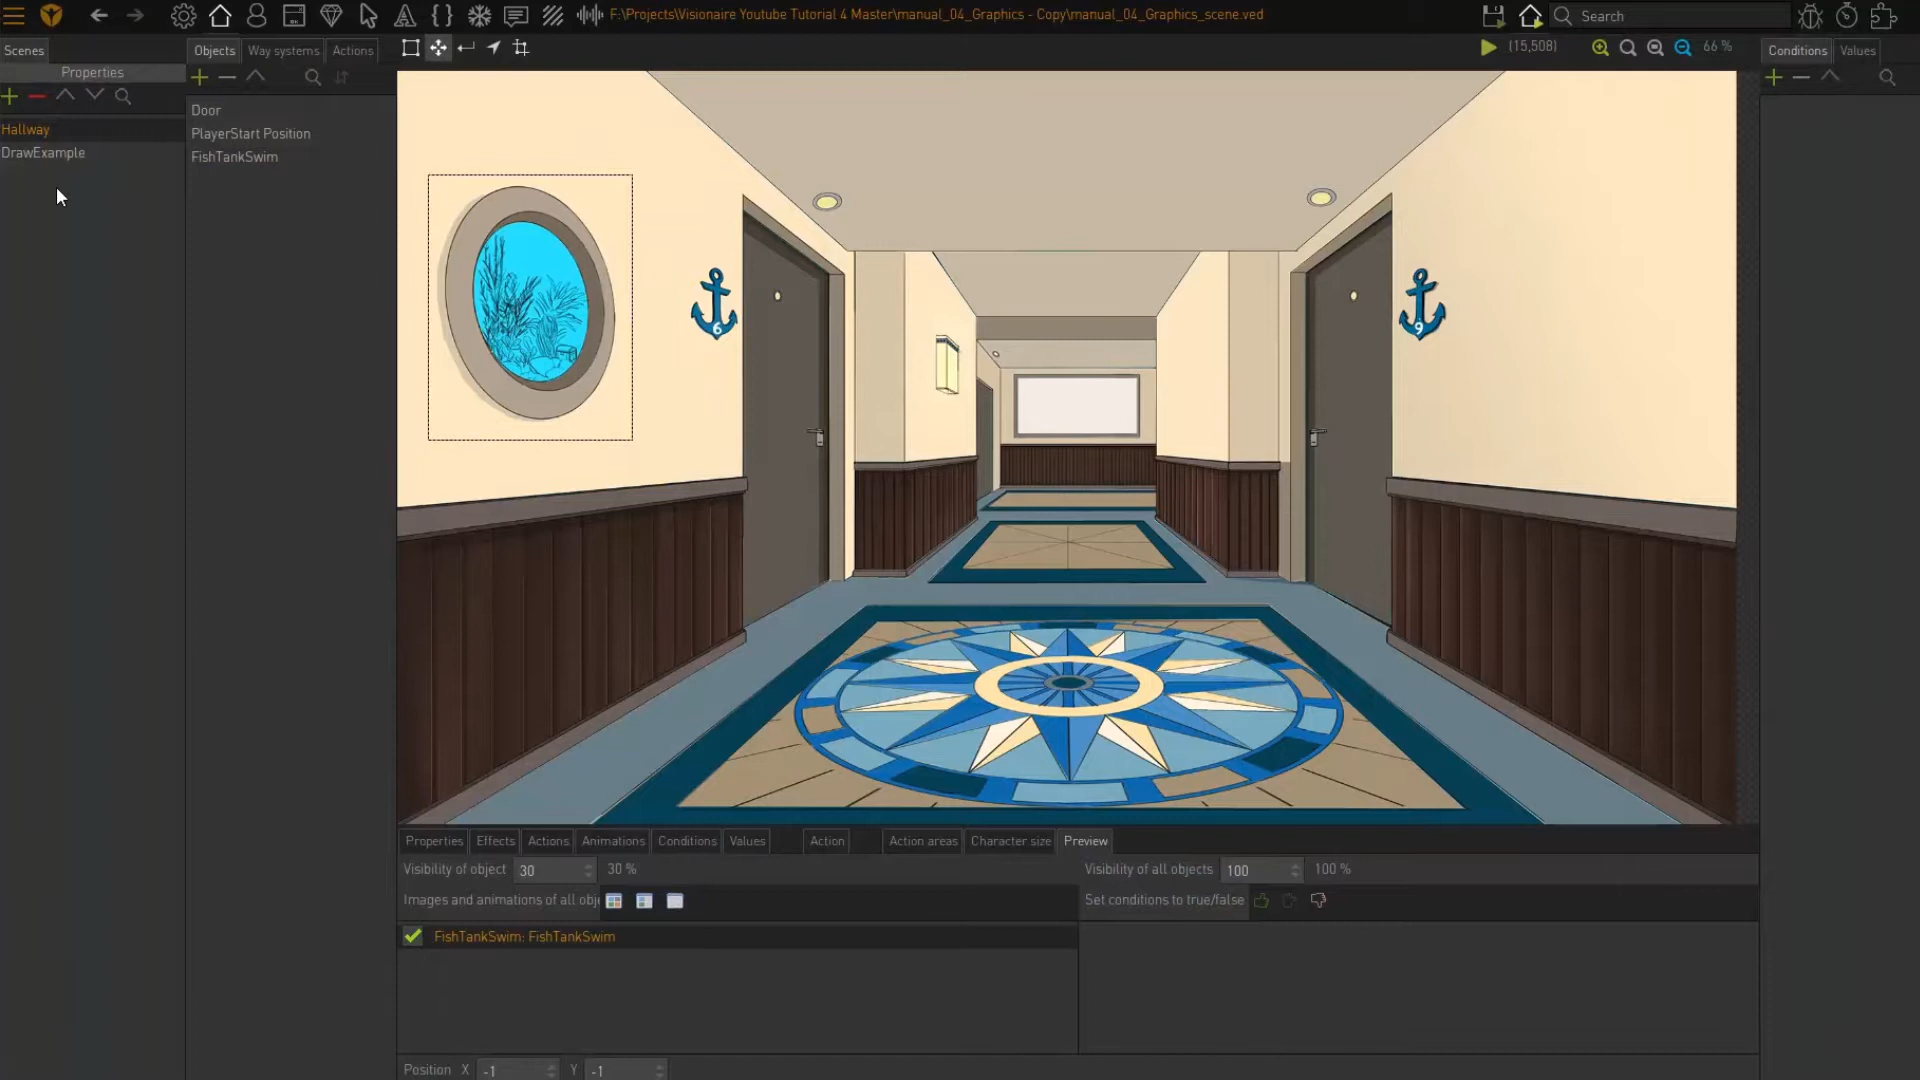 F:\Projects\Visionaire Youtube Tutorial 4 Master\manual_04_Graphics - Copy\manual_04_Graphics_scene.ved
Search
Scenes
Objects
Way systems
Actions
(15,508)
66 %
Conditions
Values
Properties
Hallway
DrawExample
Door
PlayerStart Position
FishTankSwim
6
9
Properties
Effects
Actions
Animations
Conditions
Values
Action
Action areas
Character size
Preview
Visibility of object
30
30 %
Visibility of all objects
100
100 %
Images and animations of all obje
Set conditions to true/false
FishTankSwim: FishTankSwim
Position X -1 Y -1